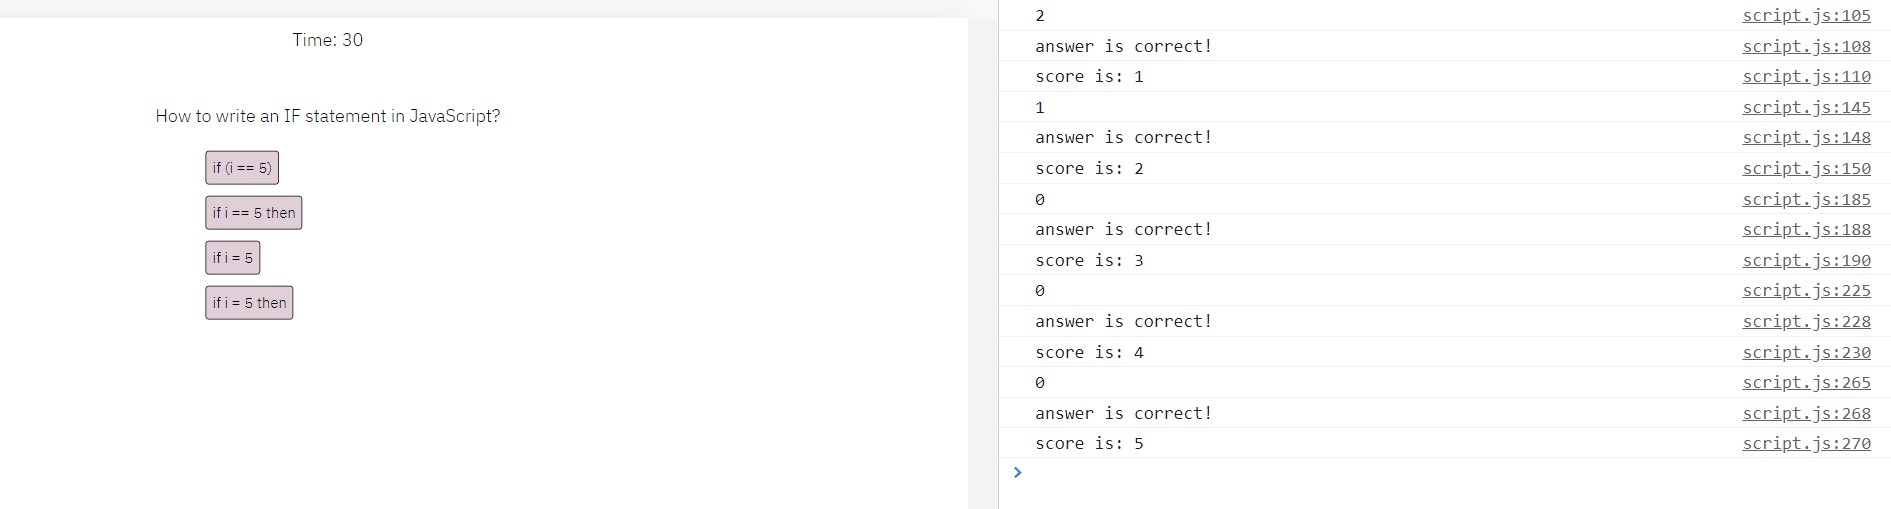 Time: 30
How to write an IF statement in JavaScript?
if (i == 5)
if i == 5 then
if i = 5
if i = 5 then
2 script.js:105
answer is correct! script.js:108
score is: 1 script.js:110
1 script.js:145
answer is correct! script.js:148
score is: 2 script.js:150
0 script.js:185
answer is correct! script.js:188
score is: 3 script.js:190
0 script.js:225
answer is correct! script.js:228
score is: 4 script.js:230
0 script.js:265
answer is correct! script.js:268
score is: 5 script.js:270